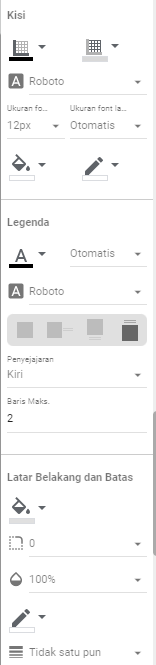 Kisi
Roboto
Ukuran fo... Ukuran font la...
12px Otomatis
Legenda
A Otomatis
Roboto
Penyejajaran
Kiri
Baris Maks.
2
Latar Belakang dan Batas
0
100%
Tidak satu pun